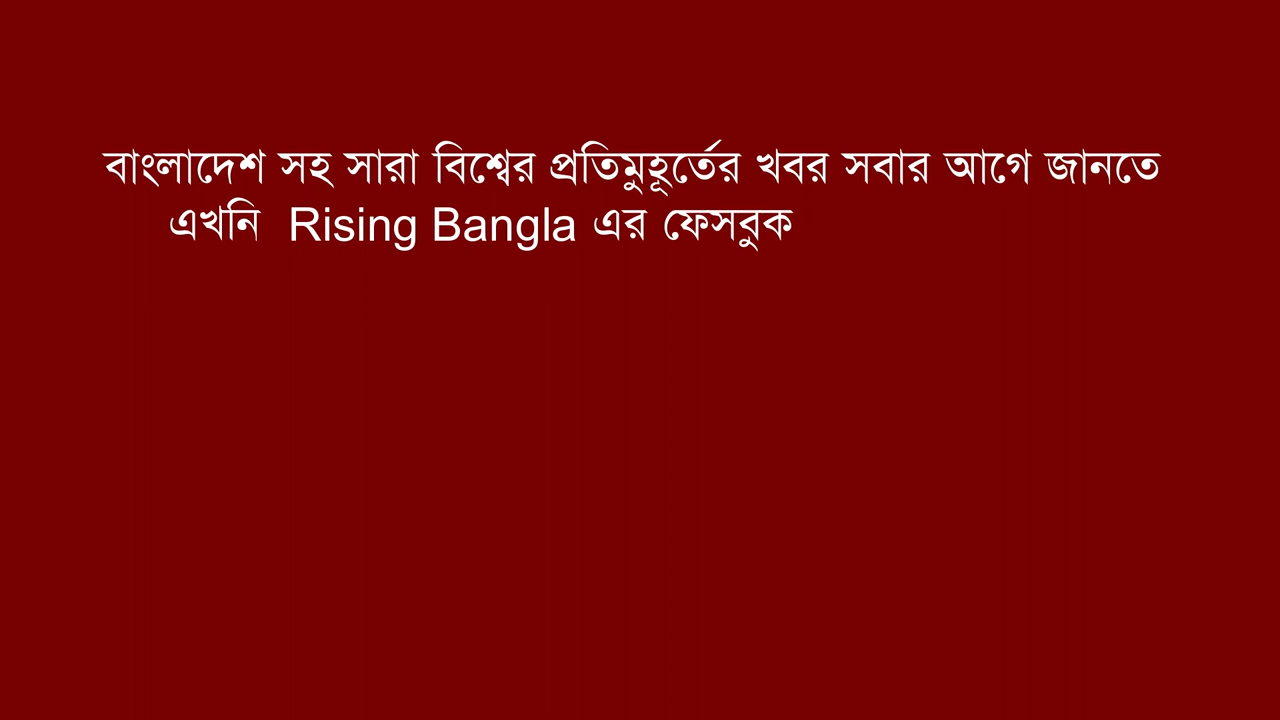 বাংলাদেশ সহ সারা বিশ্বের প্রতিমুহূর্তের খবর সবার আগে জানতে
এখনি Rising Bangla এর ফেসবুক